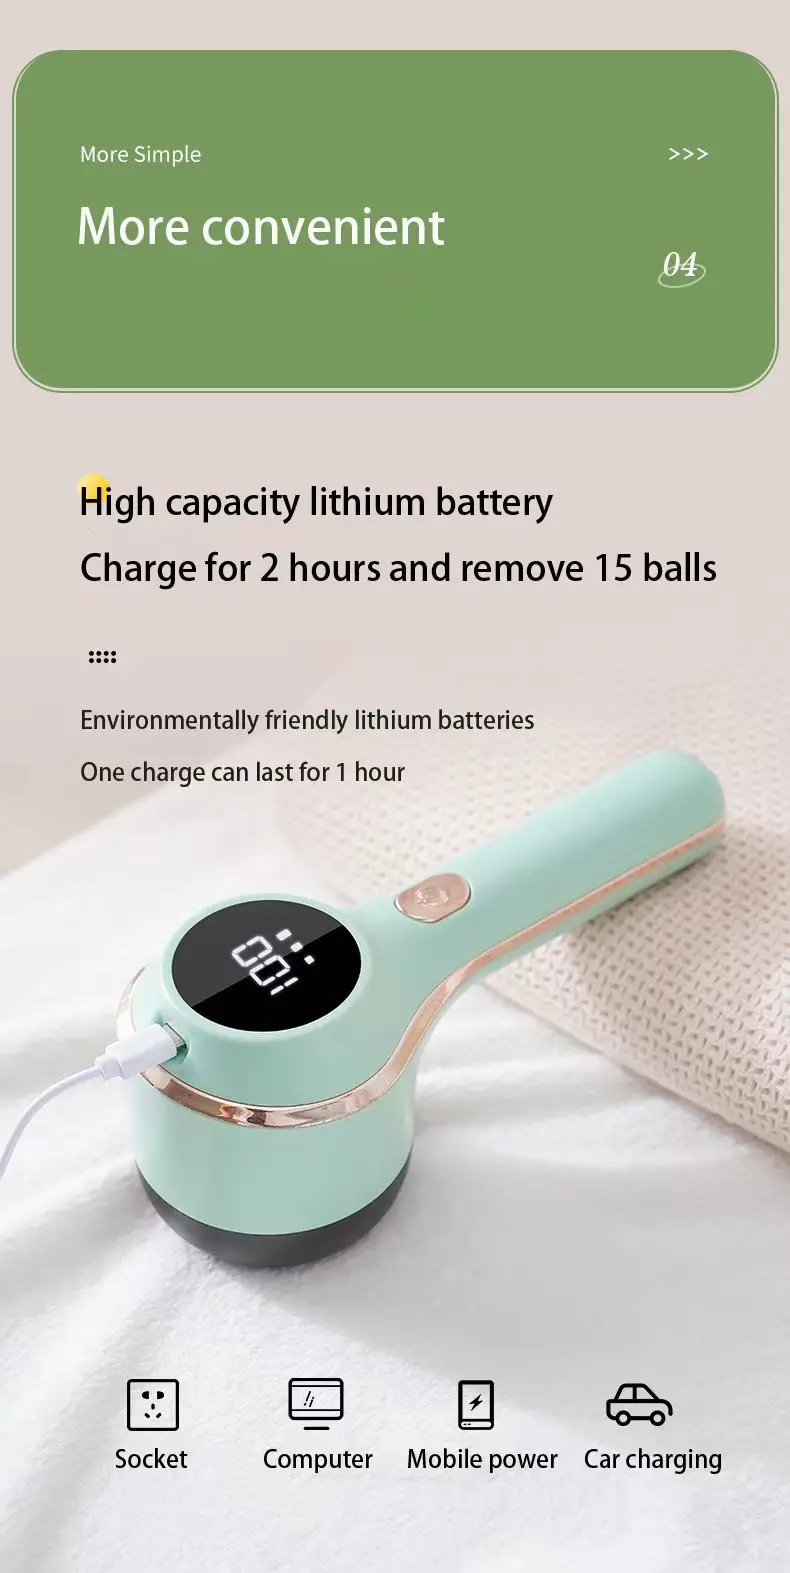 More Simple
>>>
More convenient
04
High capacity lithium battery
Charge for 2 hours and remove 15 balls
Environmentally friendly lithium batteries
One charge can last for 1 hour
100
Socket
Computer
Mobile power
Car charging